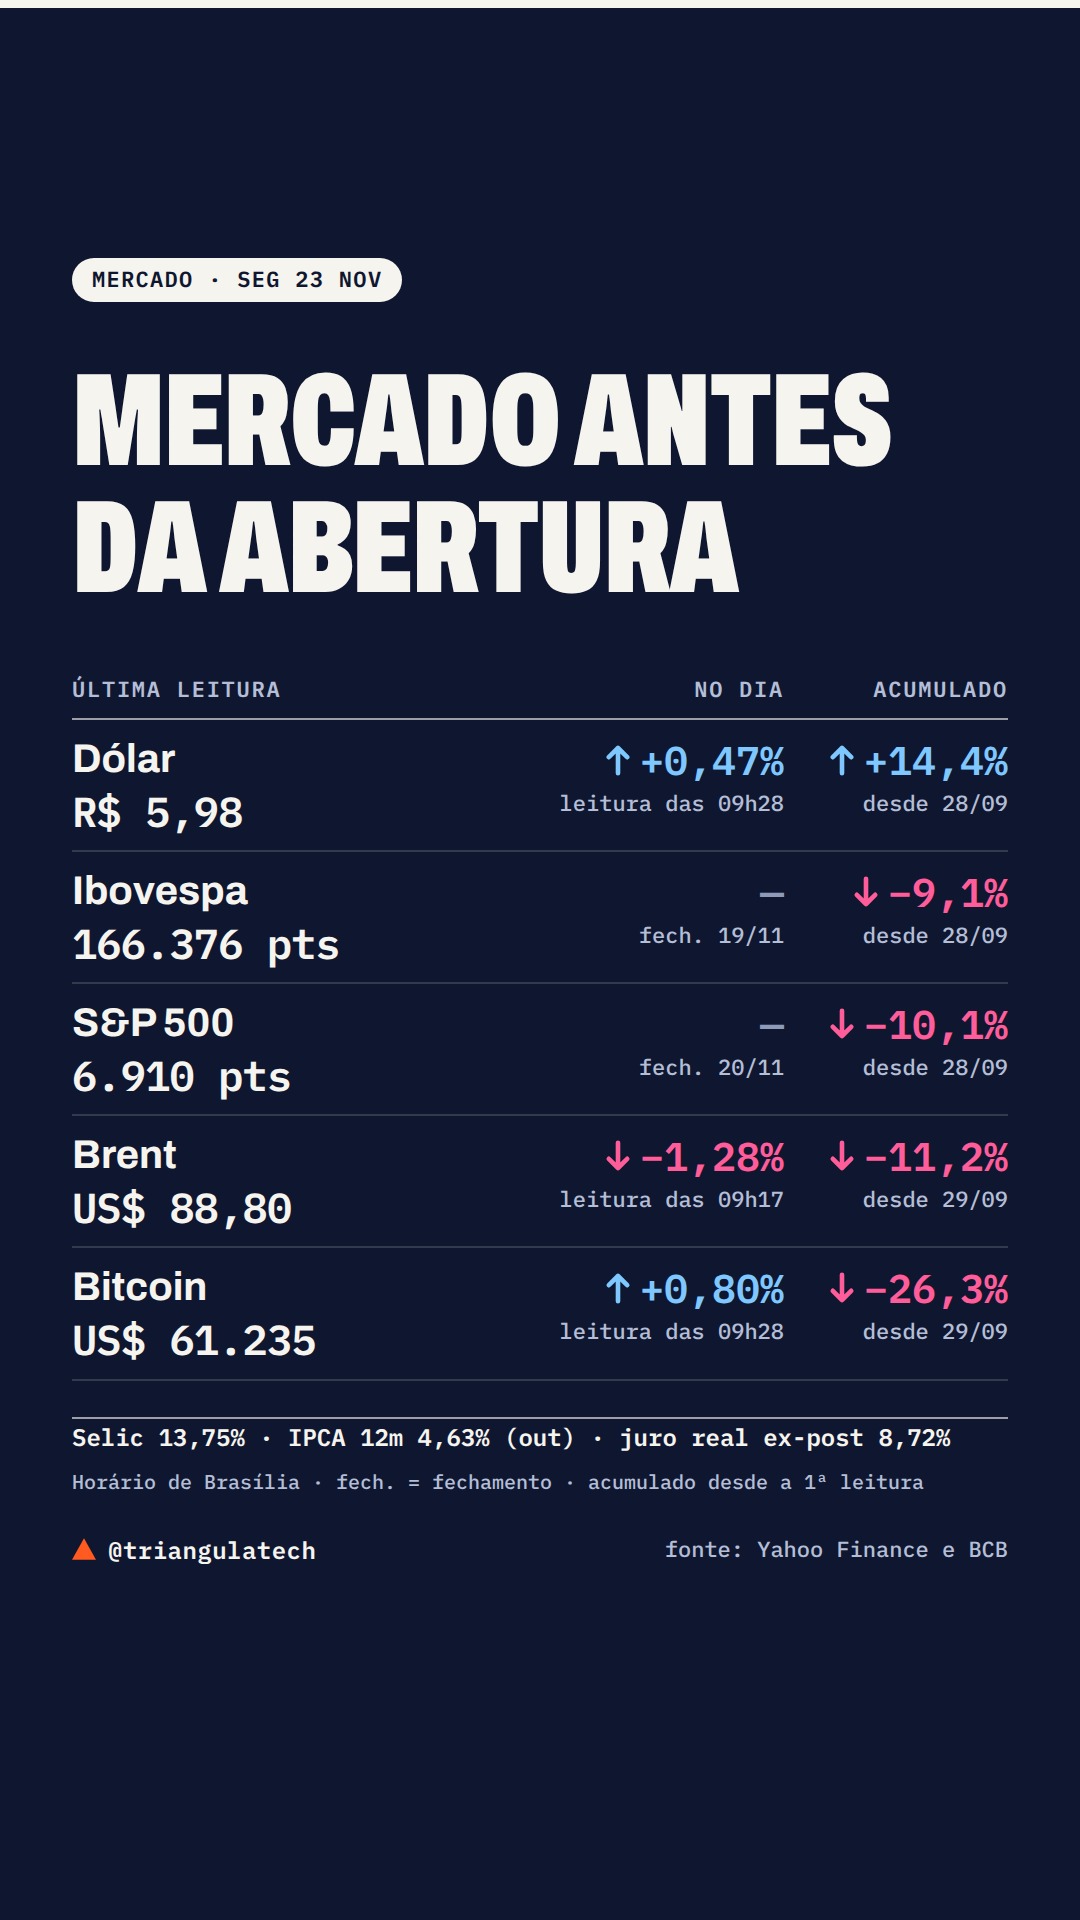 MERCADO · SEG 23 NOV
MERCADO ANTES
DA ABERTURA
ÚLTIMA LEITURA NO DIA ACUMULADO
Dólar ↑ +0,47% ↑ +14,4%
R$ 5,98 leitura das 09h28 desde 28/09
Ibovespa — ↓ −9,1%
166.376 pts fech. 19/11 desde 28/09
S&P 500 — ↓ −10,1%
6.910 pts fech. 20/11 desde 28/09
Brent ↓ −1,28% ↓ −11,2%
US$ 88,80 leitura das 09h17 desde 29/09
Bitcoin ↑ +0,80% ↓ −26,3%
US$ 61.235 leitura das 09h28 desde 29/09
Selic 13,75% · IPCA 12m 4,63% (out) · juro real ex-post 8,72%
Horário de Brasília · fech. = fechamento · acumulado desde a 1ª leitura
@triangulatech fonte: Yahoo Finance e BCB